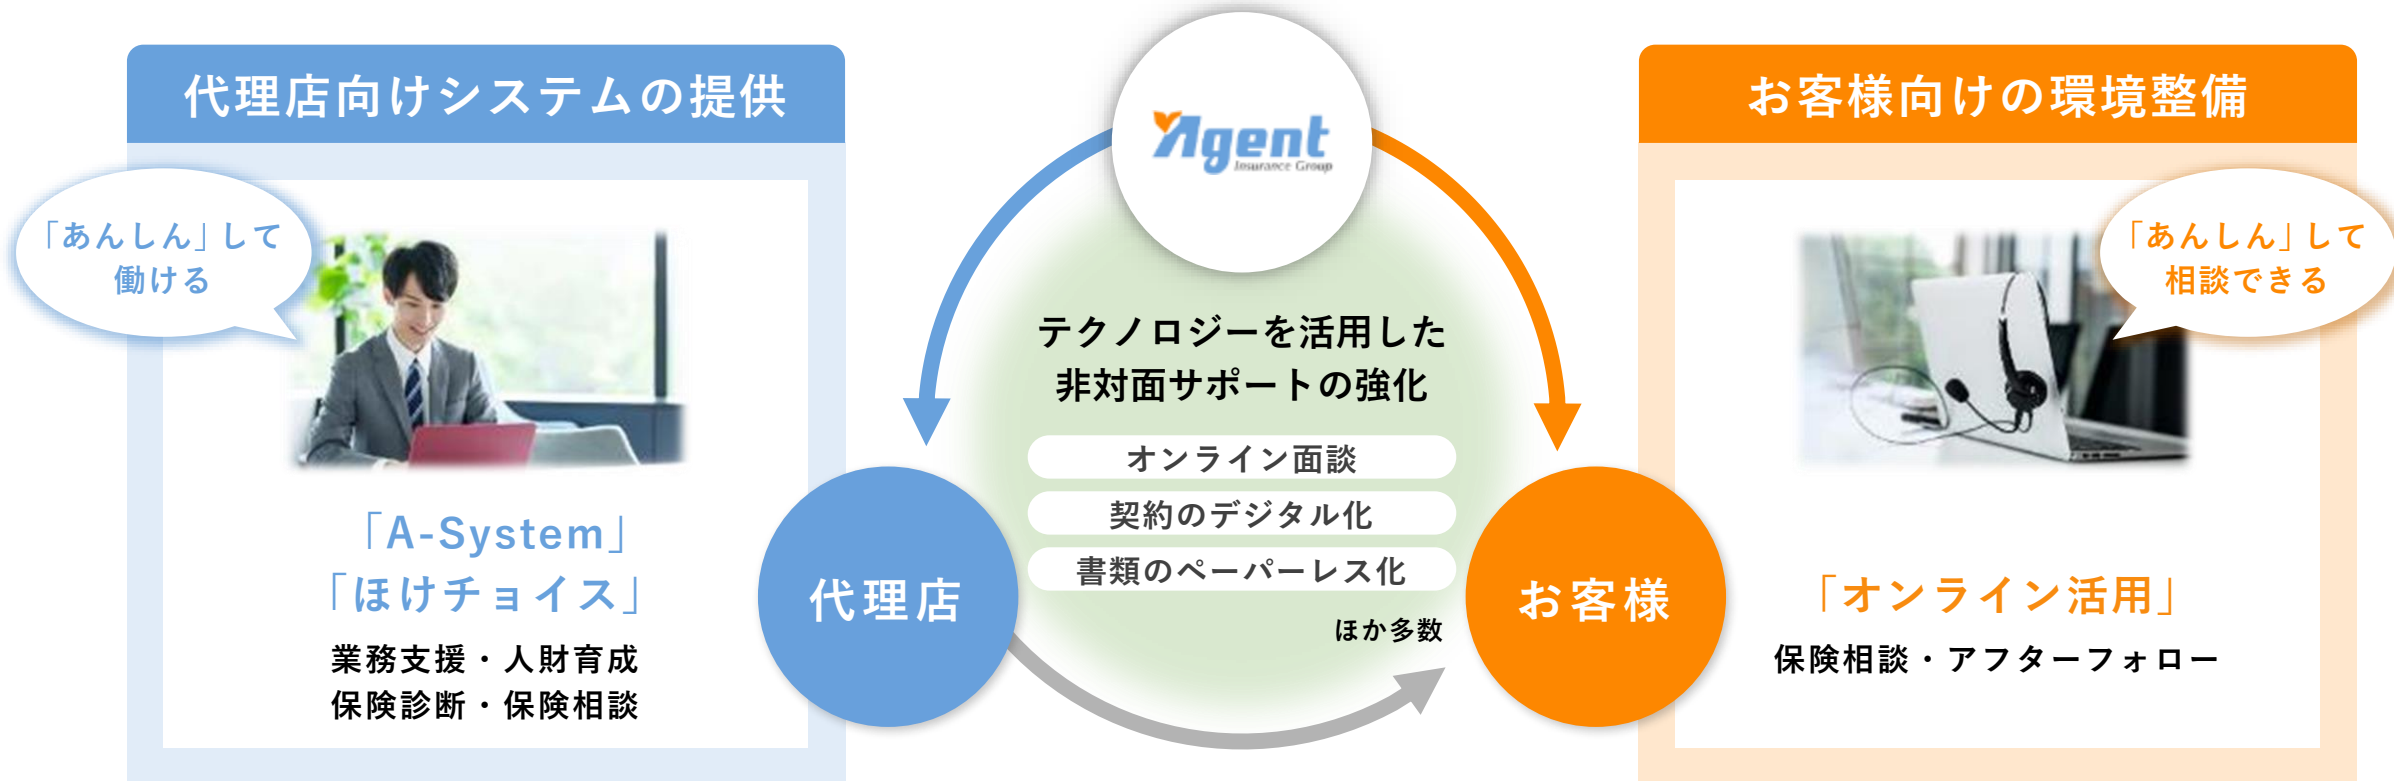 代理店向けシステムの提供
「あんしん」して
働ける
「A-System」
「ほけチョイス」
業務支援・人財育成
保険診断・保険相談
Agent
Insurance Group
テクノロジーを活用した
非対面サポートの強化
オンライン面談
契約のデジタル化
書類のペーパーレス化
ほか多数
代理店
お客様
お客様向けの環境整備
「あんしん」して
相談できる
「オンライン活用」
保険相談・アフターフォロー